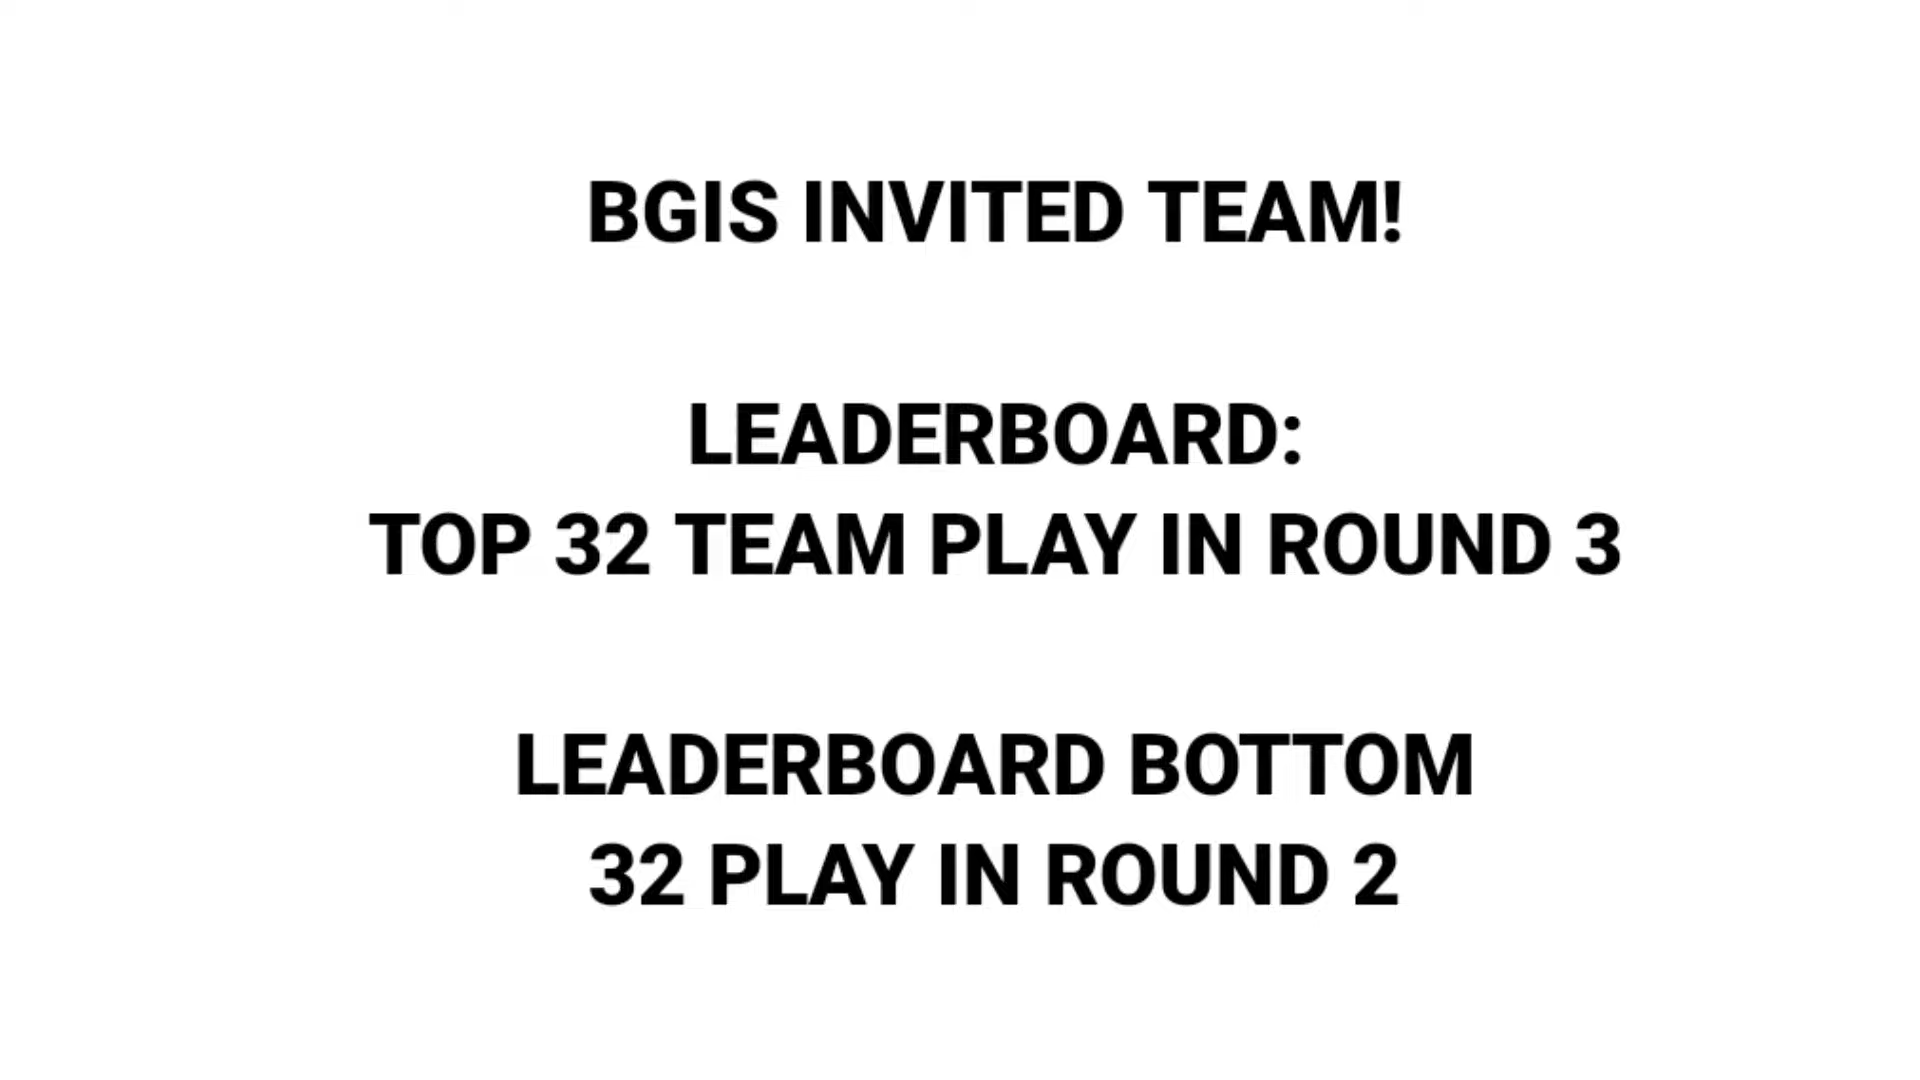 BGIS INVITED TEAM!
LEADERBOARD:
TOP 32 TEAM PLAY IN ROUND 3
LEADERBOARD BOTTOM
32 PLAY IN ROUND 2